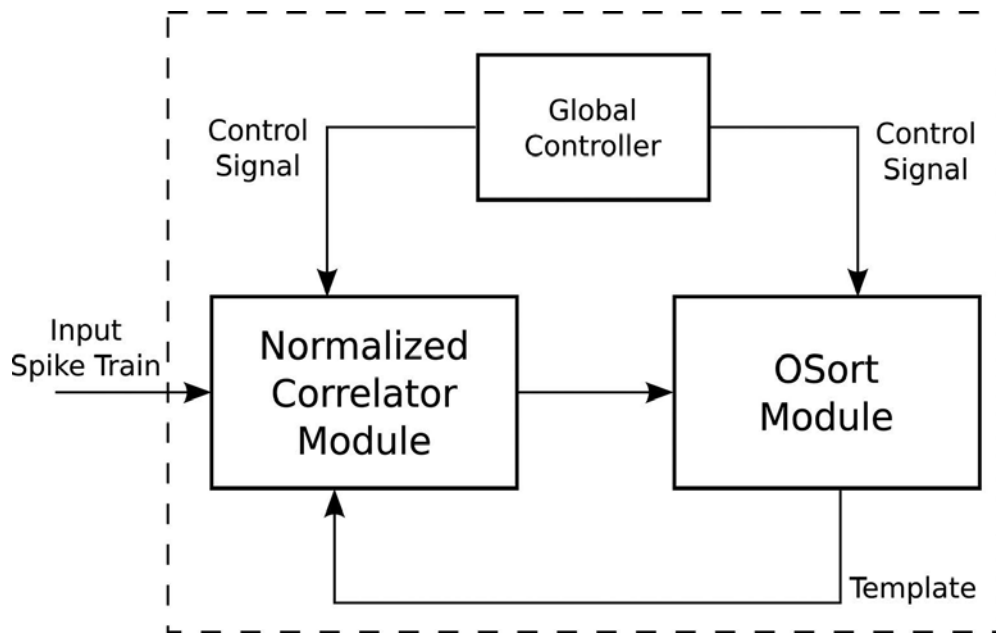 Global
Controller
Control
Signal
Control
Signal
Input
Spike Train
Normalized
Correlator
Module
OSort
Module
Template